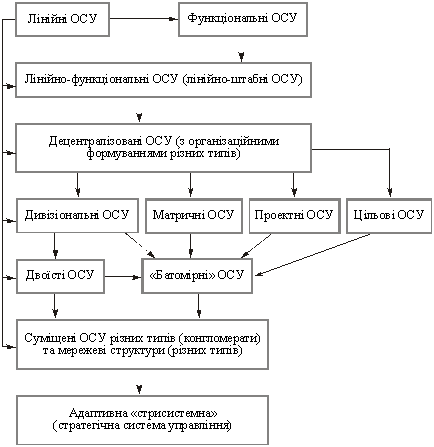 Лінійні ОСУ
Функціональні ОСУ
Лінійно-функціональні ОСУ (лінійно-штабні ОСУ)
Децентралізовані ОСУ (з організаційними
формуваннями різних типів)
Дивізіональні ОСУ
Матричні ОСУ
Проектні ОСУ
Цільові ОСУ
Двоїсті ОСУ
«Батомірні» ОСУ
Суміщені ОСУ різних типів (конгломерати)
та мережеві структури (різних типів)
Адаптивна «стрисистемна»
(стратегічна система управління)